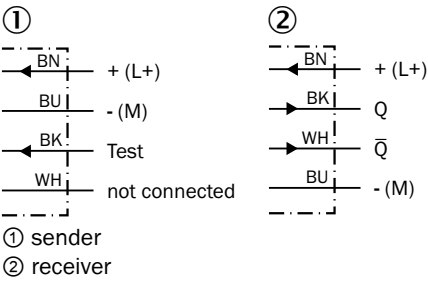 ① ②
BN + (L+) BN + (L+)
BU - (M) BK Q
BK Test WH Q̅
WH not connected BU - (M)
① sender
② receiver